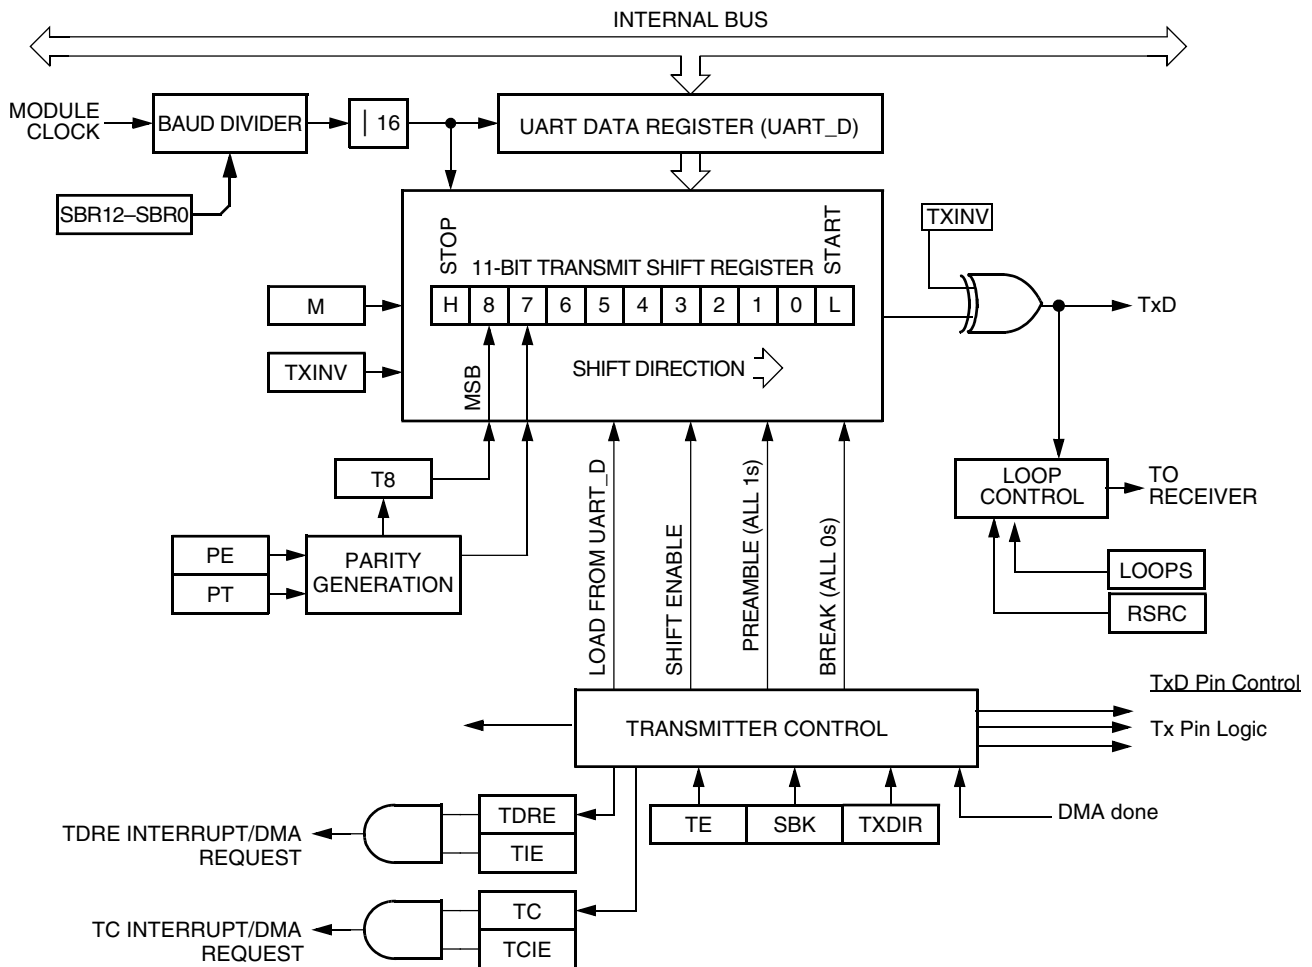 INTERNAL BUS
MODULE
CLOCK
BAUD DIVIDER
| 16
UART DATA REGISTER (UART_D)
SBR12–SBR0
TXINV
STOP
11-BIT TRANSMIT SHIFT REGISTER
START
M
H 8 7 6 5 4 3 2 1 0 L
TxD
TXINV
MSB
SHIFT DIRECTION
T8
LOOP
CONTROL
TO
RECEIVER
PE
PT
PARITY
GENERATION
LOAD FROM UART_D
SHIFT ENABLE
PREAMBLE (ALL 1s)
BREAK (ALL 0s)
LOOPS
RSRC
TxD Pin Control
TRANSMITTER CONTROL
Tx Pin Logic
TDRE
TIE
TDRE INTERRUPT/DMA
REQUEST
TE
SBK
TXDIR
DMA done
TC
TCIE
TC INTERRUPT/DMA
REQUEST